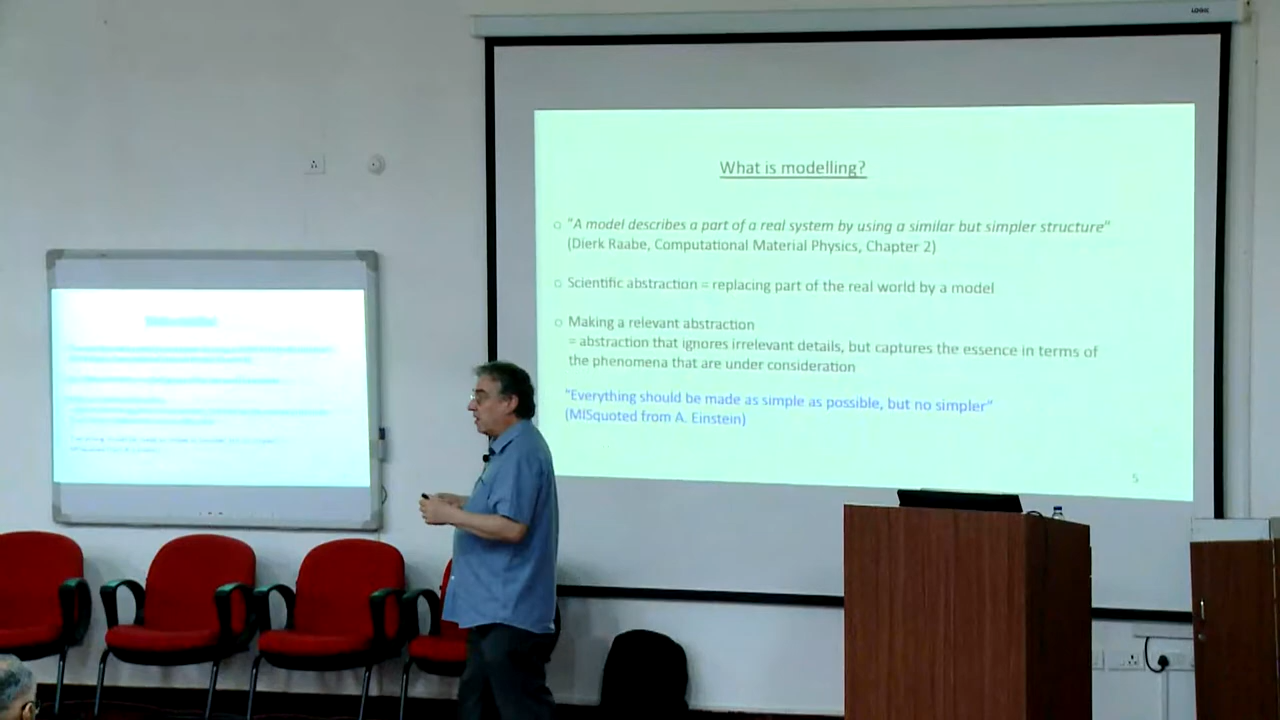 LOGIC
What is modelling?
○ "A model describes a part of a real system by using a similar but simpler structure"
(Dierk Raabe, Computational Material Physics, Chapter 2)
○ Scientific abstraction = replacing part of the real world by a model
○ Making a relevant abstraction
= abstraction that ignores irrelevant details, but captures the essence in terms of
the phenomena that are under consideration
"Everything should be made as simple as possible, but no simpler"
(MISquoted from A. Einstein)
5